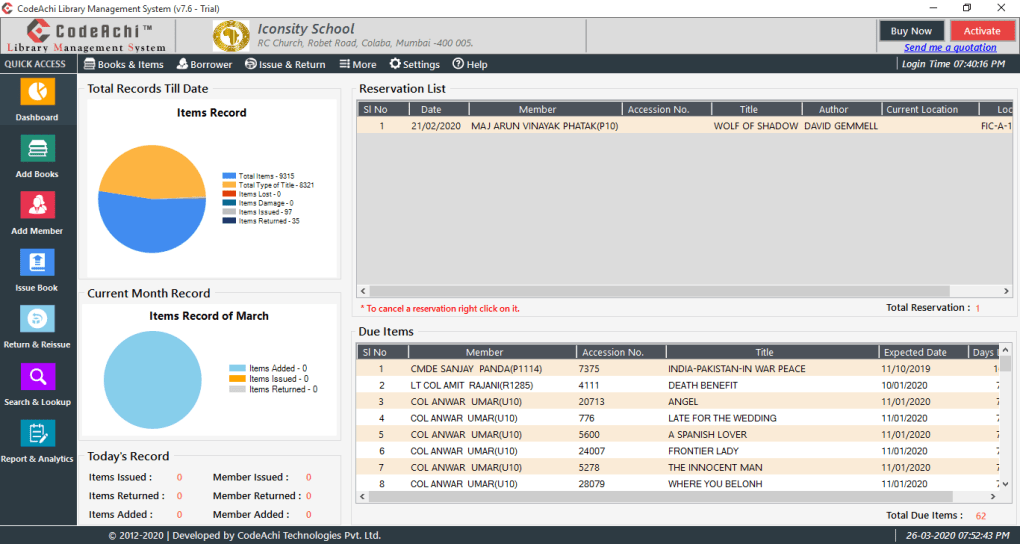 CodeAchi Library Management System (v7.6 - Trial)
CodeAchi™
Library Management System
Iconsity School
RC Church, Robet Road, Colaba, Mumbai -400 005.
Buy Now Activate
Send me a quotation
QUICK ACCESS Books & Items Borrower Issue & Return More Settings Help Login Time 07:40:16 PM
Dashboard
Add Books
Add Member
Issue Book
Return & Reissue
Search & Lookup
Report & Analytics
Total Records Till Date
Items Record
Total Items - 9315
Total Type of Title - 8321
Items Lost - 0
Items Damage - 0
Items Issued - 97
Items Returned - 35
Current Month Record
Items Record of March
Items Added - 0
Items Issued - 0
Items Returned - 0
Today's Record
Items Issued : 0 Member Issued : 0
Items Returned : 0 Member Returned : 0
Items Added : 0 Member Added : 0
Reservation List
Sl No Date Member Accession No. Title Author Current Location Loc
1 21/02/2020 MAJ ARUN VINAYAK PHATAK(P10) WOLF OF SHADOW DAVID GEMMELL FIC-A-1
* To cancel a reservation right click on it.
Total Reservation : 1
Due Items
Sl No Member Accession No. Title Expected Date Days
1 CMDE SANJAY PANDA(P1114) 7375 INDIA-PAKISTAN-IN WAR PEACE 11/10/2019
2 LT COL AMIT RAJANI(R1285) 4111 DEATH BENEFIT 10/01/2020
3 COL ANWAR UMAR(U10) 20713 ANGEL 11/01/2020
4 COL ANWAR UMAR(U10) 776 LATE FOR THE WEDDING 11/01/2020
5 COL ANWAR UMAR(U10) 5600 A SPANISH LOVER 11/01/2020
6 COL ANWAR UMAR(U10) 24007 FRONTIER LADY 11/01/2020
7 COL ANWAR UMAR(U10) 5278 THE INNOCENT MAN 11/01/2020
8 COL ANWAR UMAR(U10) 28079 WHERE YOU BELONH 11/01/2020
Total Due Items : 62
© 2012-2020 | Developed by CodeAchi Technologies Pvt. Ltd. 26-03-2020 07:52:43 PM